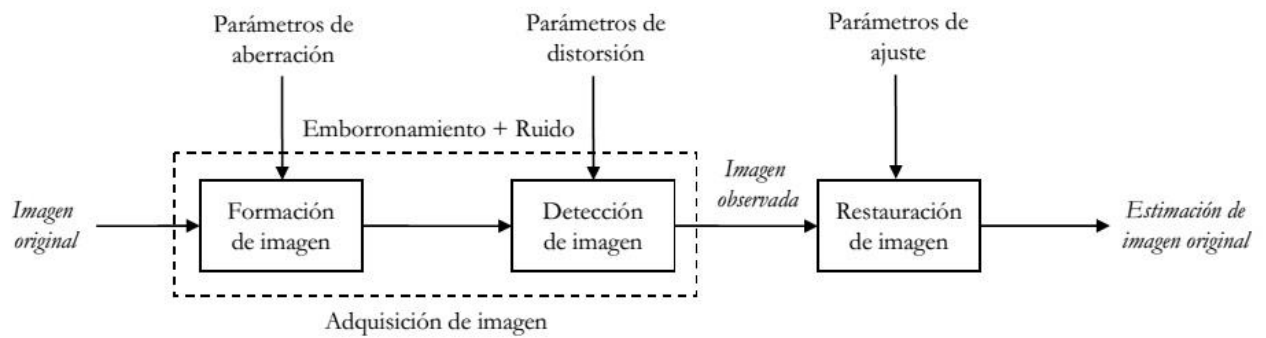 Parámetros de
aberración
Parámetros de
distorsión
Parámetros de
ajuste
Emborronamiento + Ruido
Imagen
original
Formación
de imagen
Detección
de imagen
Imagen
observada
Restauración
de imagen
Estimación de
imagen original
Adquisición de imagen